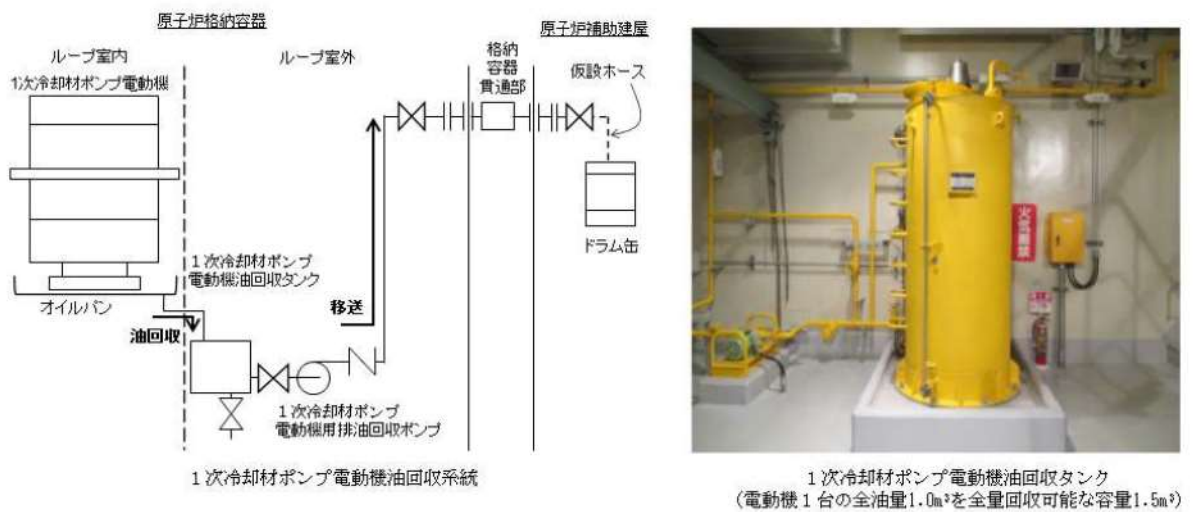 原子炉格納容器
原子炉補助建屋
ループ室内
ループ室外
格納
容器
貫通部
1次冷却材ポンプ電動機
仮設ホース
ドラム缶
1次冷却材ポンプ
電動機油回収タンク
移送
オイルパン
油回収
1次冷却材ポンプ
電動機用排油回収ポンプ
1次冷却材ポンプ電動機油回収系統
火気厳禁
1次冷却材ポンプ電動機油回収タンク
(電動機1台の全油量1.0m³を全量回収可能な容量1.5m³)